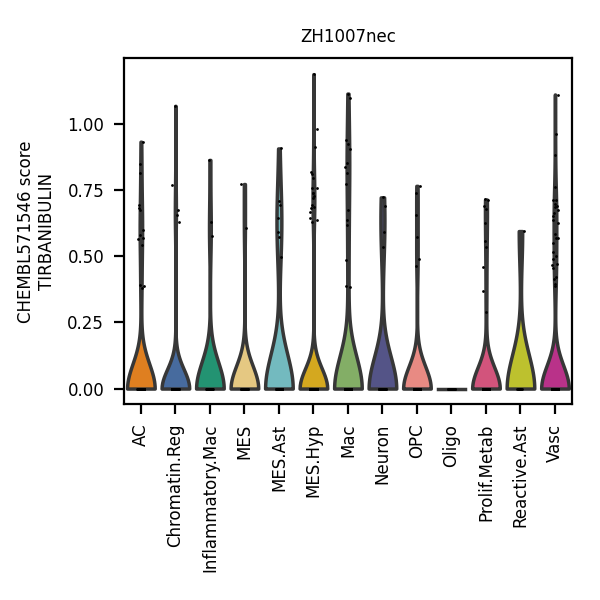 ZH1007nec
CHEMBL571546 score
TIRBANIBULIN
1.00
0.75
0.50
0.25
0.00
AC
Chromatin.Reg
Inflammatory.Mac
MES
MES.Ast
MES.Hyp
Mac
Neuron
OPC
Oligo
Prolif.Metab
Reactive.Ast
Vasc